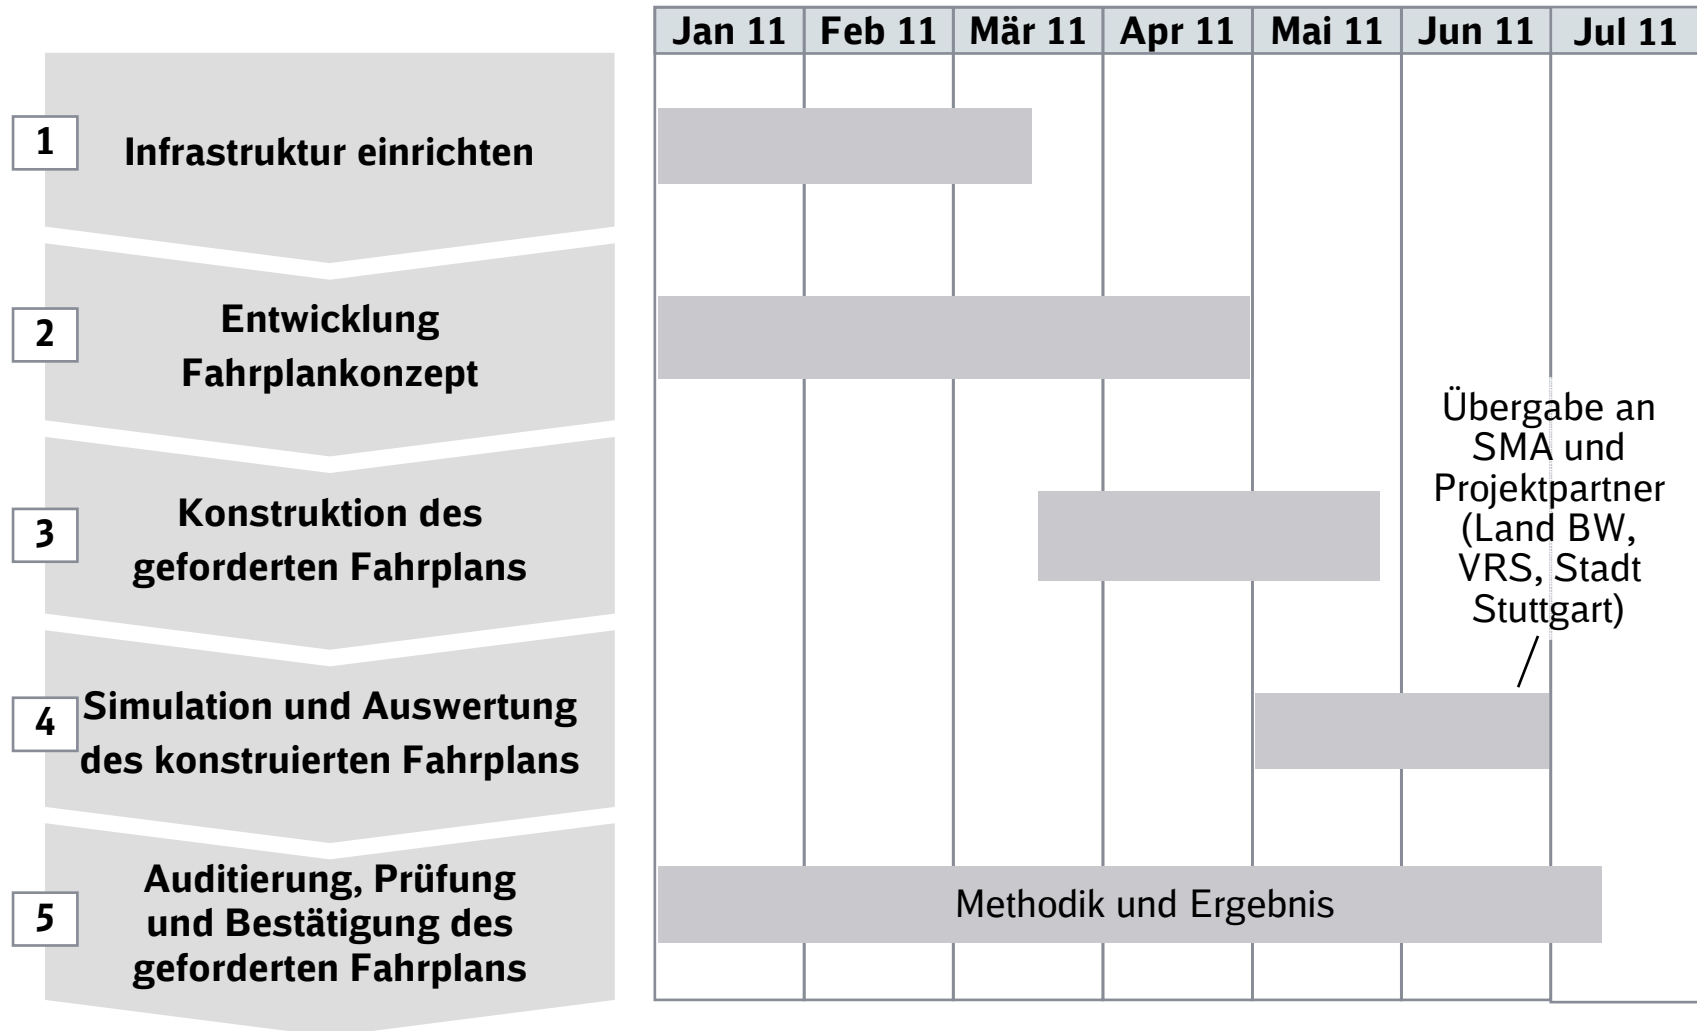 Jan 11 Feb 11 Mär 11 Apr 11 Mai 11 Jun 11 Jul 11
1
Infrastruktur einrichten
2
Entwicklung
Fahrplankonzept
3
Konstruktion des
geforderten Fahrplans
Übergabe an
SMA und
Projektpartner
(Land BW,
VRS, Stadt
Stuttgart)
4
Simulation und Auswertung
des konstruierten Fahrplans
5
Auditierung, Prüfung
und Bestätigung des
geforderten Fahrplans
Methodik und Ergebnis